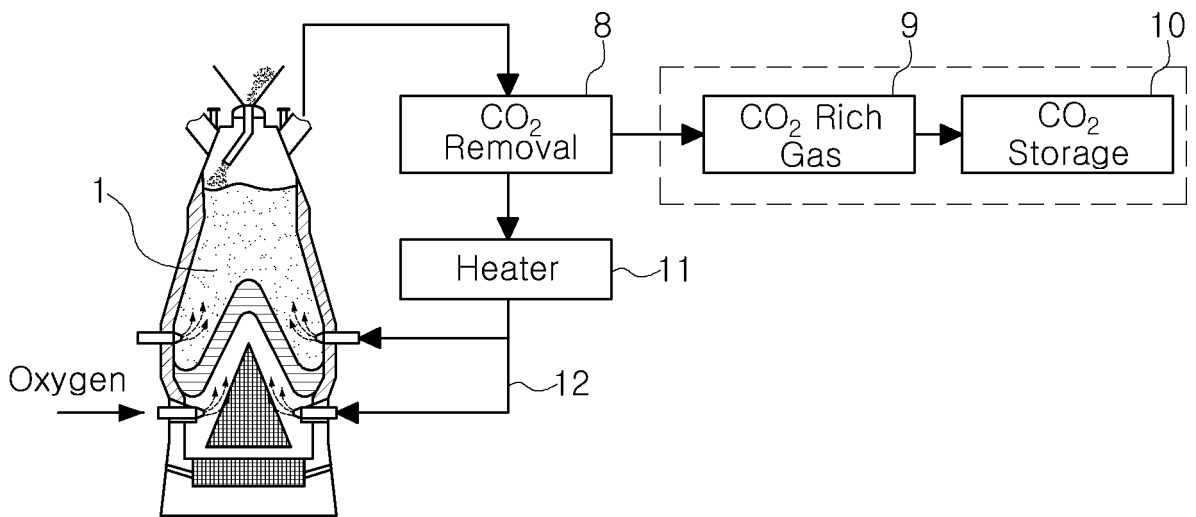 8
9
10
CO₂
Removal
CO₂ Rich
Gas
CO₂
Storage
1
Heater
11
Oxygen
12